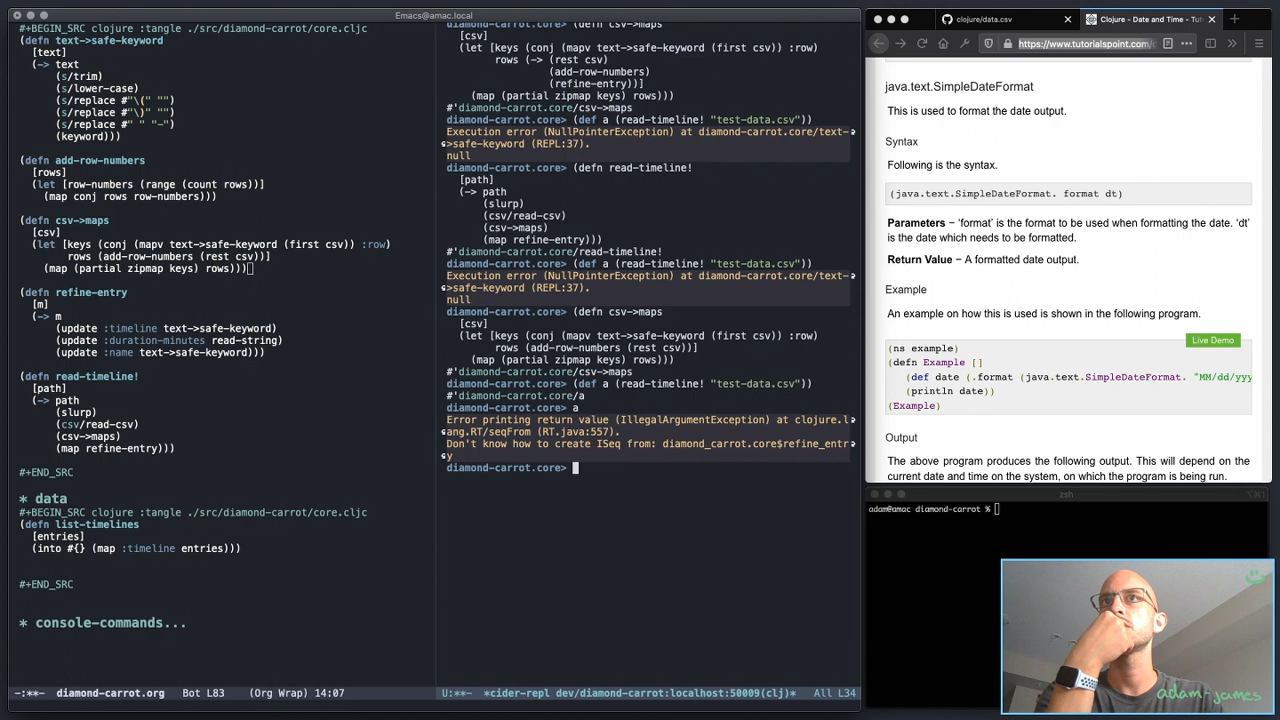 Emacs@amac.local
#+BEGIN_SRC clojure :tangle ./src/diamond-carrot/core.cljc
(defn text->safe-keyword
[text]
(-> text
(s/trim)
(s/lower-case)
(s/replace #"\(" "")
(s/replace #"\)" "")
(s/replace #" " "-")
(keyword)))
(defn add-row-numbers
[rows]
(let [row-numbers (range (count rows))]
(map conj rows row-numbers)))
(defn csv->maps
[csv]
(let [keys (conj (mapv text->safe-keyword (first csv)) :row)
rows (add-row-numbers (rest csv))]
(map (partial zipmap keys) rows)))
(defn refine-entry
[m]
(-> m
(update :timeline text->safe-keyword)
(update :duration-minutes read-string)
(update :name text->safe-keyword)))
(defn read-timeline!
[path]
(-> path
(slurp)
(csv/read-csv)
(csv->maps)
(map refine-entry)))
#+END_SRC
* data
#+BEGIN_SRC clojure :tangle ./src/diamond-carrot/core.cljc
(defn list-timelines
[entries]
(into #{} (map :timeline entries)))
#+END_SRC
* console-commands...
-:**- diamond-carrot.org Bot L83 (Org Wrap) 14:07
diamond-carrot.core> (defn csv->maps
[csv]
(let [keys (conj (mapv text->safe-keyword (first csv)) :row)
rows (-> (rest csv)
(add-row-numbers)
(refine-entry))]
(map (partial zipmap keys) rows)))
#'diamond-carrot.core/csv->maps
diamond-carrot.core> (def a (read-timeline! "test-data.csv"))
Execution error (NullPointerException) at diamond-carrot.core/text-
>safe-keyword (REPL:37).
null
diamond-carrot.core> (defn read-timeline!
[path]
(-> path
(slurp)
(csv/read-csv)
(csv->maps)
(map refine-entry)))
#'diamond-carrot.core/read-timeline!
diamond-carrot.core> (def a (read-timeline! "test-data.csv"))
Execution error (NullPointerException) at diamond-carrot.core/text-
>safe-keyword (REPL:37).
null
diamond-carrot.core> (defn csv->maps
[csv]
(let [keys (conj (mapv text->safe-keyword (first csv)) :row)
rows (add-row-numbers (rest csv))]
(map (partial zipmap keys) rows)))
#'diamond-carrot.core/csv->maps
diamond-carrot.core> (def a (read-timeline! "test-data.csv"))
#'diamond-carrot.core/a
diamond-carrot.core> a
Error printing return value (IllegalArgumentException) at clojure.l
ang.RT/seqFrom (RT.java:557).
Don't know how to create ISeq from: diamond_carrot.core$refine_entr
y
diamond-carrot.core>
U:**- *cider-repl dev/diamond-carrot:localhost:50009(clj)* All L34
clojure/data.csv
Clojure - Date and Time - Tuto
https://www.tutorialspoint.com/
java.text.SimpleDateFormat
This is used to format the date output.
Syntax
Following is the syntax.
(java.text.SimpleDateFormat. format dt)
Parameters − ‘format’ is the format to be used when formatting the date. ‘dt’
is the date which needs to be formatted.
Return Value − A formatted date output.
Example
An example on how this is used is shown in the following program.
Live Demo
(ns example)
(defn Example []
(def date (.format (java.text.SimpleDateFormat. "MM/dd/yyy
(println date))
(Example)
Output
The above program produces the following output. This will depend on the
current date and time on the system, on which the program is being run.
zsh
adam@amac diamond-carrot %
adam-james